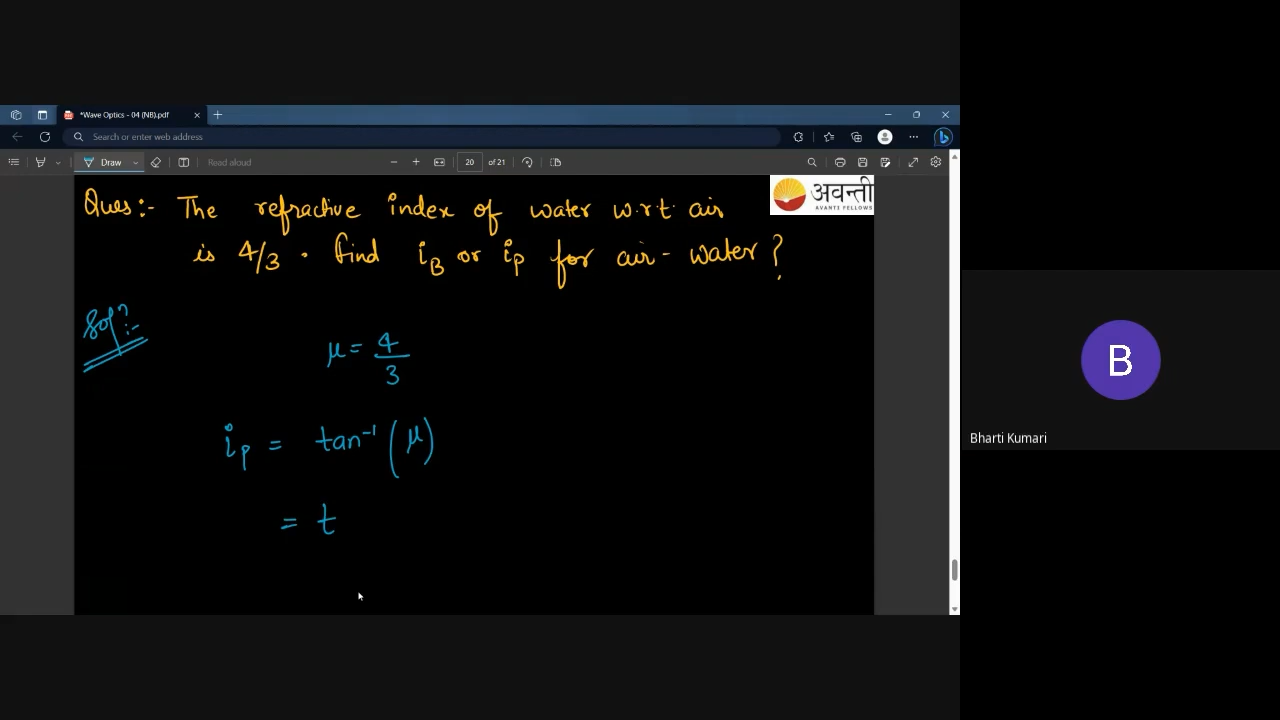 *Wave Optics - 04 (NB).pdf
Search or enter web address
Draw
Read aloud
20 of 21
Ques:- The refractive index of water w.r.t. air
is 4/3. find iB or ip for air-water?
अवन्ती
AVANTI FELLOWS
Solⁿ:-
μ = 4/3
ip = tan⁻¹(μ)
= t
B
Bharti Kumari